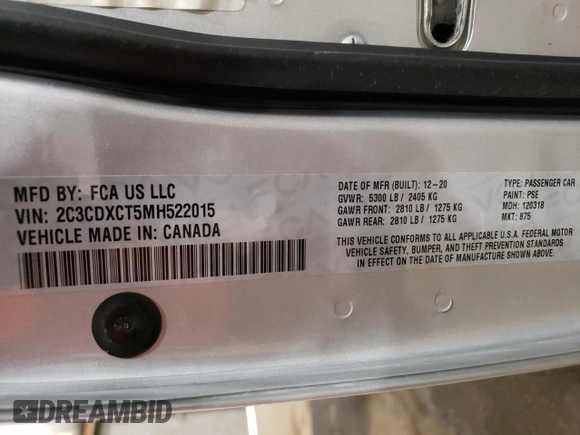 MFD BY: FCA US LLC
VIN: 2C3CDXCT5MH522015
VEHICLE MADE IN: CANADA
DATE OF MFR (BUILT): 12-20
GVWR: 5300 LB / 2405 KG
GAWR FRONT: 2810 LB / 1275 KG
GAWR REAR: 2810 LB / 1275 KG
TYPE: PASSENGER CAR
PAINT: PSE
MDH: 120318
MKT: 875
THIS VEHICLE CONFORMS TO ALL APPLICABLE U.S.A. FEDERAL MOTOR
VEHICLE SAFETY, BUMPER, AND THEFT PREVENTION STANDARDS
IN EFFECT ON THE DATE OF MANUFACTURE SHOWN ABOVE.
DREAMBID